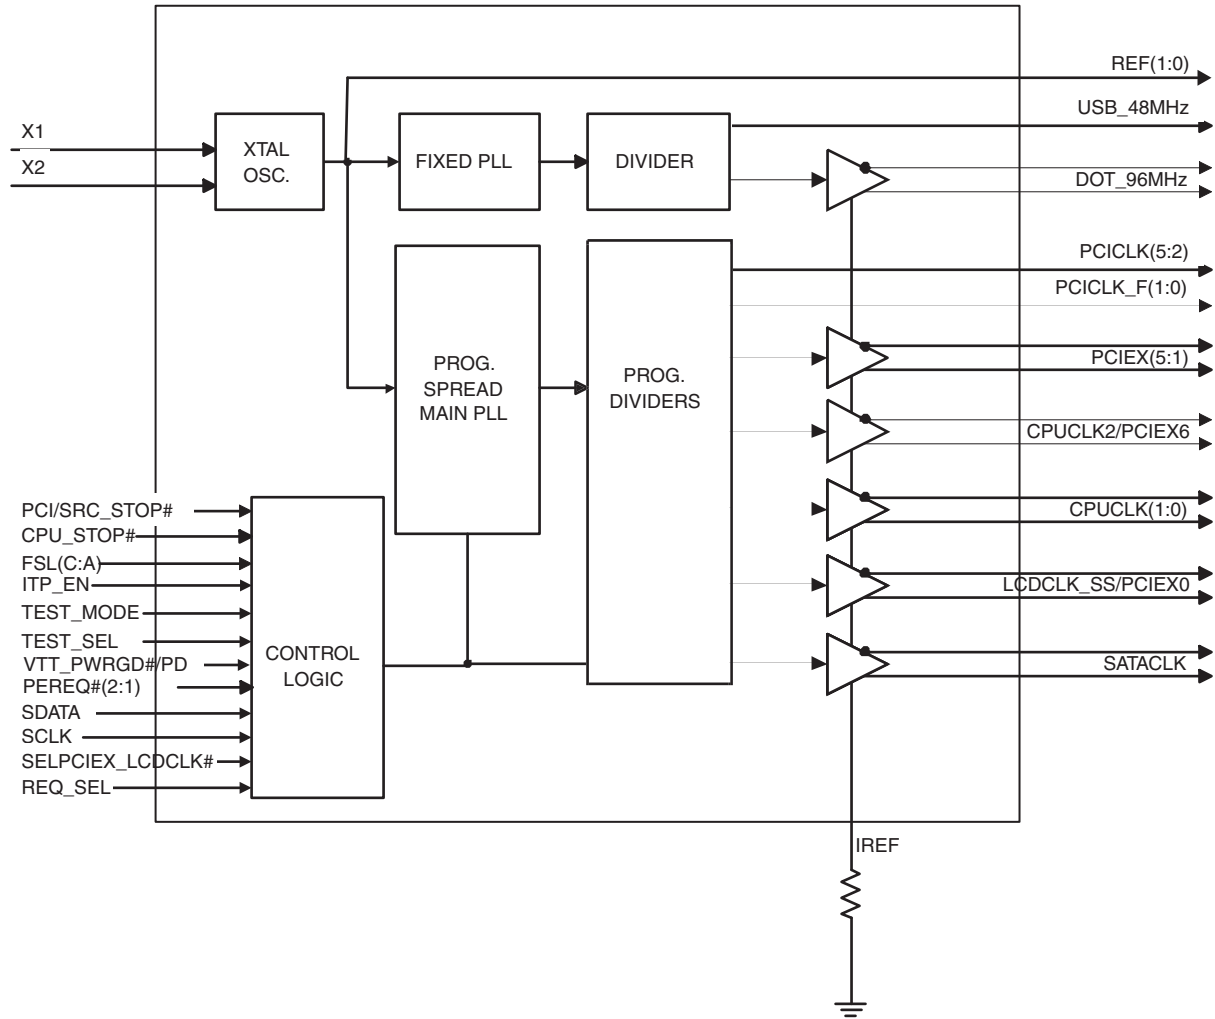 REF(1:0)
USB_48MHz
X1
X2
XTAL
OSC.
FIXED PLL
DIVIDER
DOT_96MHz
PCICLK(5:2)
PCICLK_F(1:0)
PROG.
SPREAD
MAIN PLL
PROG.
DIVIDERS
PCIEX(5:1)
CPUCLK2/PCIEX6
CPUCLK(1:0)
LCDCLK_SS/PCIEX0
SATACLK
PCI/SRC_STOP#
CPU_STOP#
FSL(C:A)
ITP_EN
TEST_MODE
TEST_SEL
VTT_PWRGD#/PD
PEREQ#(2:1)
SDATA
SCLK
SELPCIEX_LCDCLK#
REQ_SEL
CONTROL
LOGIC
IREF